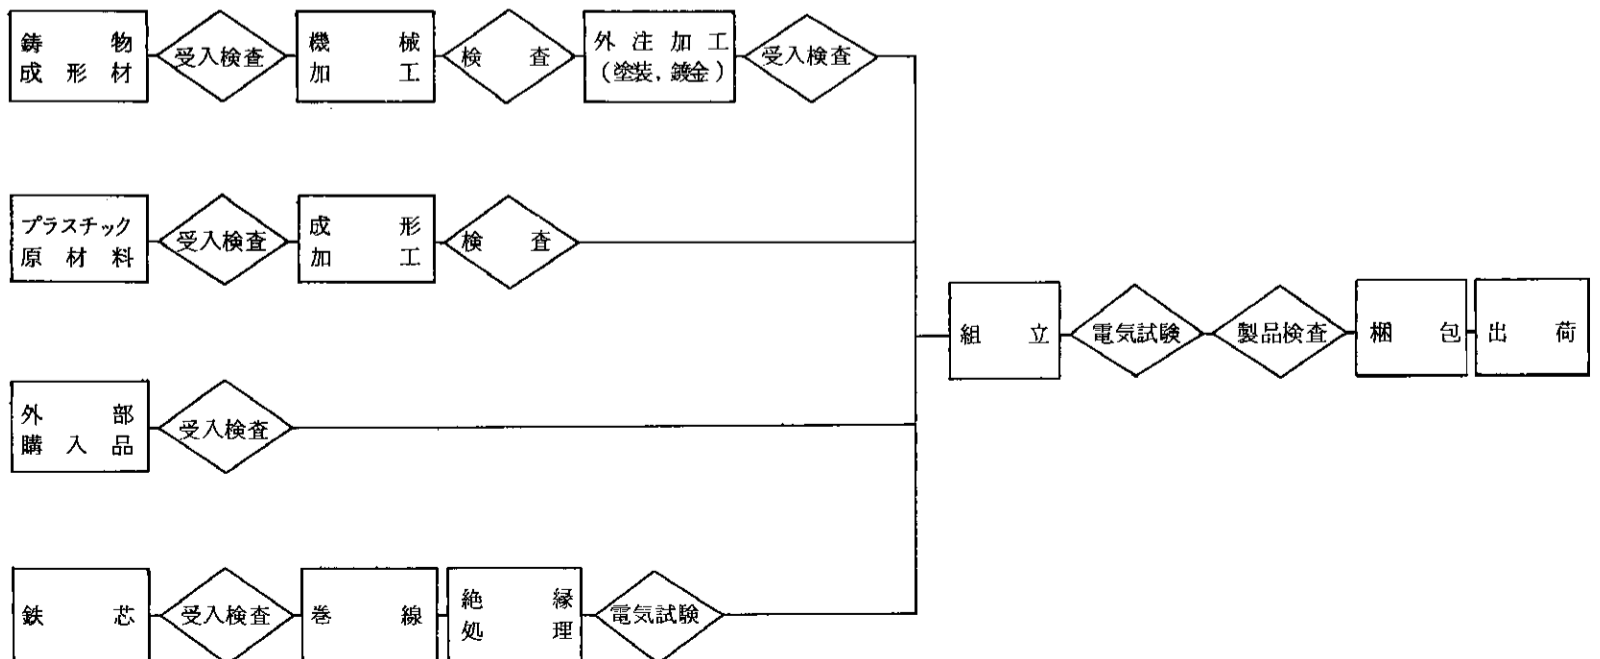 鋳物
成形材
受入検査
機械
加工
検査
外注加工
(塗装,鍍金)
受入検査
プラスチック
原材料
受入検査
成形
加工
検査
外部
購入品
受入検査
鉄芯
受入検査
巻線
絶縁
処理
電気試験
組立
電気試験
製品検査
梱包
出荷